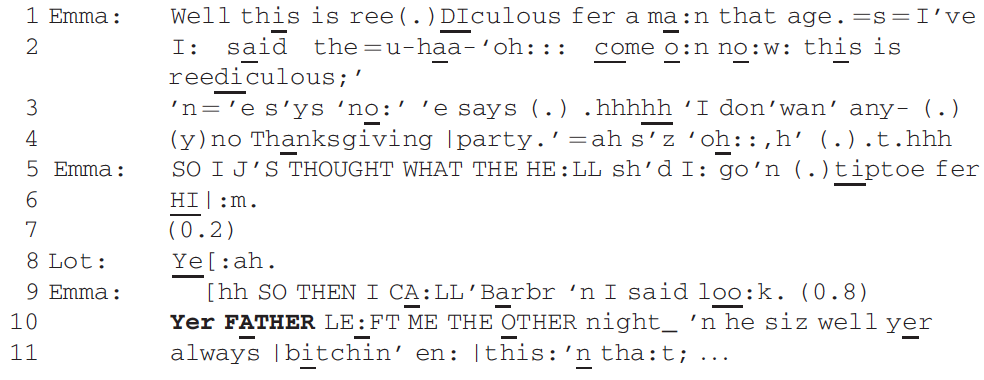 1 Emma: Well this is ree(.)DIculous fer a ma:n that age.=s=I've
2 I: said the=u-haa-‘oh::: come o:n no:w: this is
reediculous;’
3 ’n=’e s’ys ‘no:’ ’e says (.) .hhhhh ‘I don’wan’ any- (.)
4 (y)no Thanksgiving |party.’=ah s’z ‘oh::,h’ (.).t.hhh
5 Emma: SO I J’S THOUGHT WHAT THE HE:LL sh’d I: go’n (.)tiptoe fer
6 HI|:m.
7 (0.2)
8 Lot: Ye[:ah.
9 Emma: [hh SO THEN I CA:LL’Barbr ‘n I said loo:k. (0.8)
10 Yer FATHER LE:FT ME THE OTHER night_ ’n he siz well yer
11 always |bitchin’ en: |this:’n tha:t; ...